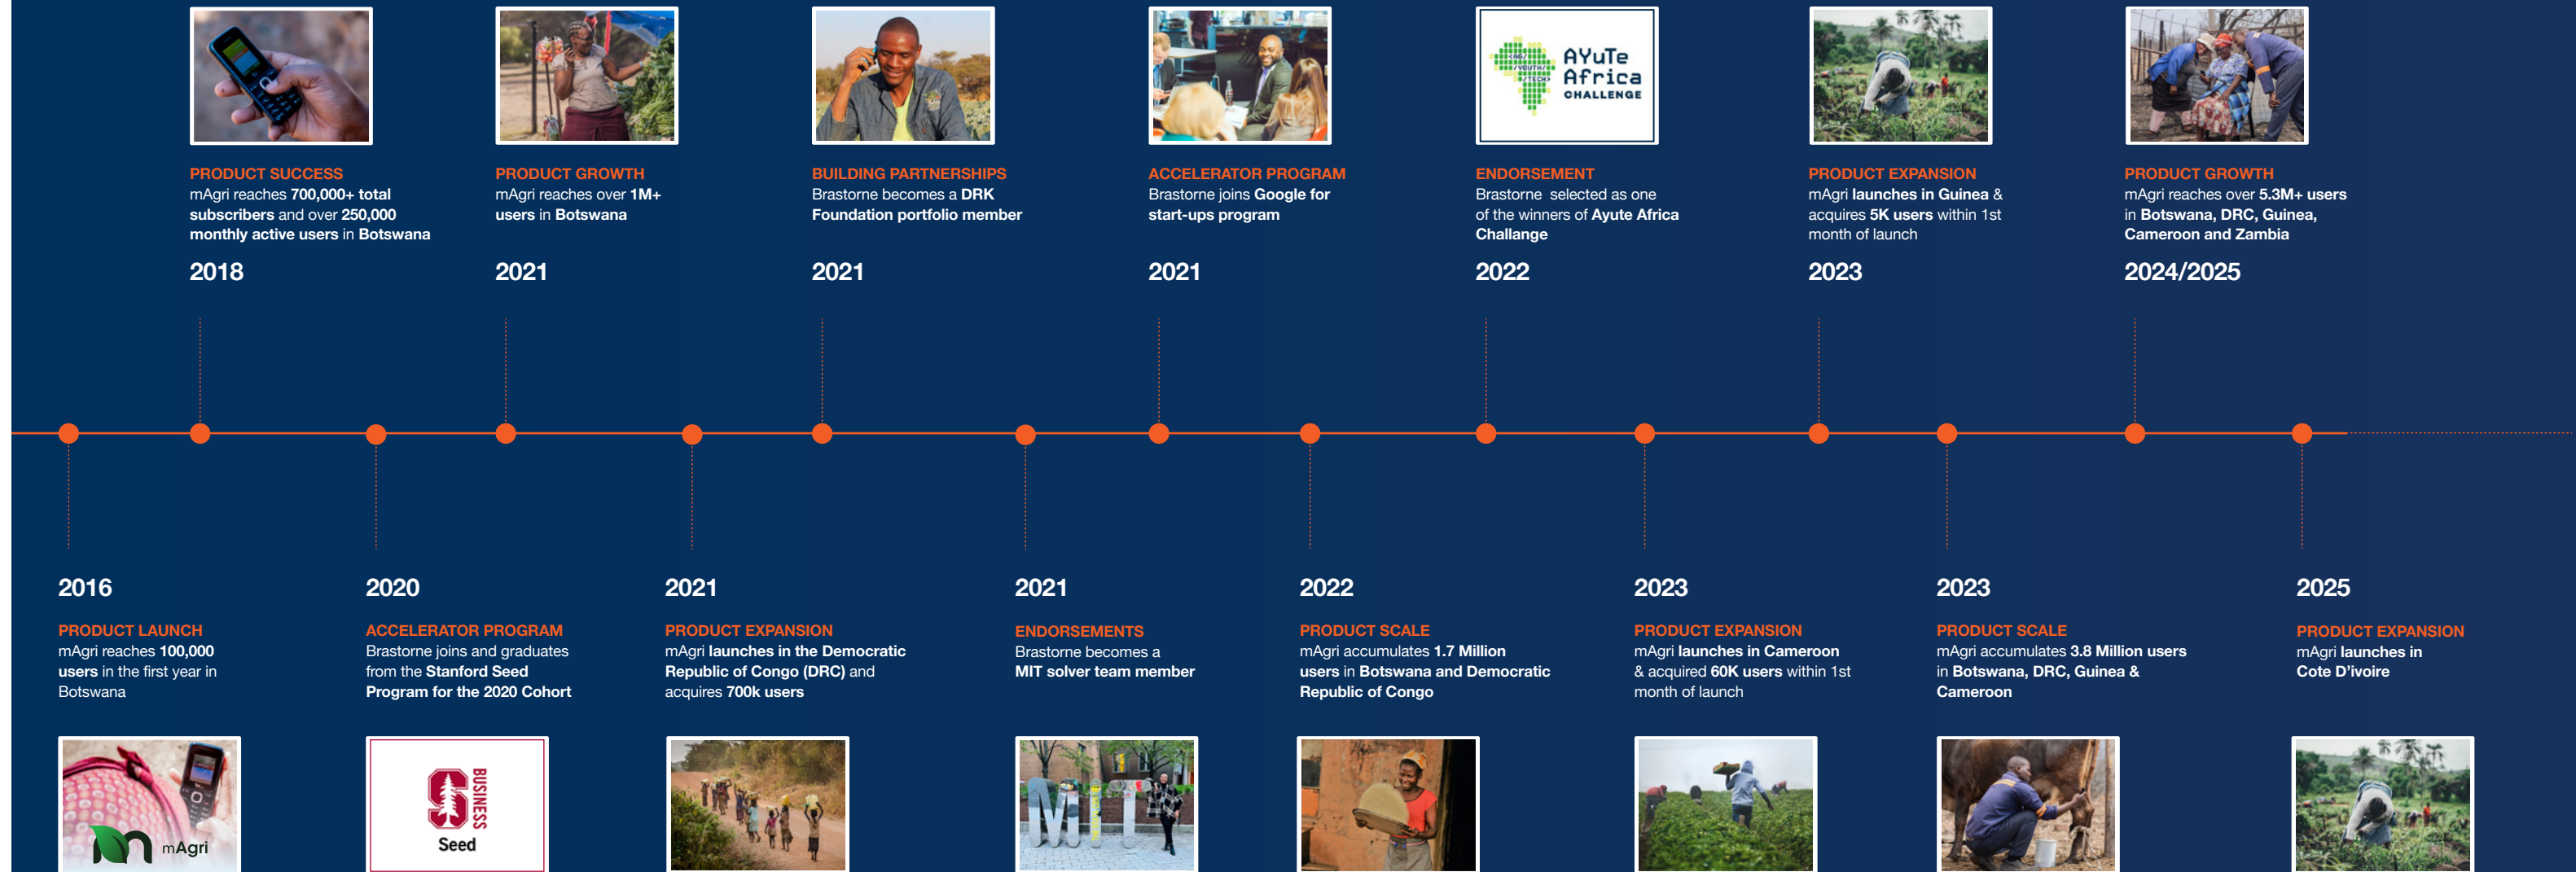 AYuTe
Africa
CHALLENGE
<AG/
/YOUTH/
/TECH>
PRODUCT SUCCESS
mAgri reaches 700,000+ total
subscribers and over 250,000
monthly active users in Botswana
2018
PRODUCT GROWTH
mAgri reaches over 1M+
users in Botswana
2021
BUILDING PARTNERSHIPS
Brastorne becomes a DRK
Foundation portfolio member
2021
ACCELERATOR PROGRAM
Brastorne joins Google for
start-ups program
2021
ENDORSEMENT
Brastorne selected as one
of the winners of Ayute Africa
Challange
2022
PRODUCT EXPANSION
mAgri launches in Guinea &
acquires 5K users within 1st
month of launch
2023
PRODUCT GROWTH
mAgri reaches over 5.3M+ users
in Botswana, DRC, Guinea,
Cameroon and Zambia
2024/2025
2016
PRODUCT LAUNCH
mAgri reaches 100,000
users in the first year in
Botswana
mAgri
2020
ACCELERATOR PROGRAM
Brastorne joins and graduates
from the Stanford Seed
Program for the 2020 Cohort
S
BUSINESS
Seed
2021
PRODUCT EXPANSION
mAgri launches in the Democratic
Republic of Congo (DRC) and
acquires 700k users
2021
ENDORSEMENTS
Brastorne becomes a
MIT solver team member
MIT
2022
PRODUCT SCALE
mAgri accumulates 1.7 Million
users in Botswana and Democratic
Republic of Congo
2023
PRODUCT EXPANSION
mAgri launches in Cameroon
& acquired 60K users within 1st
month of launch
2023
PRODUCT SCALE
mAgri accumulates 3.8 Million users
in Botswana, DRC, Guinea &
Cameroon
2025
PRODUCT EXPANSION
mAgri launches in
Cote D'ivoire